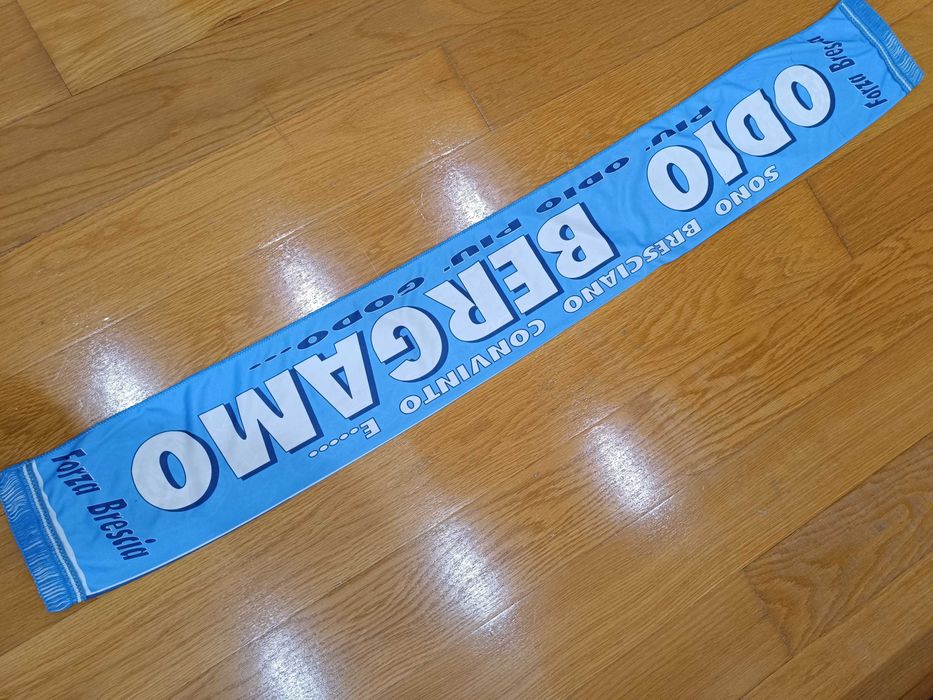 Forza Brescia
SONO BRESCIANO CONVINTO E.....
ODIO BERGAMO
PIU' ODIO PIU' GODO...
Forza Brescia